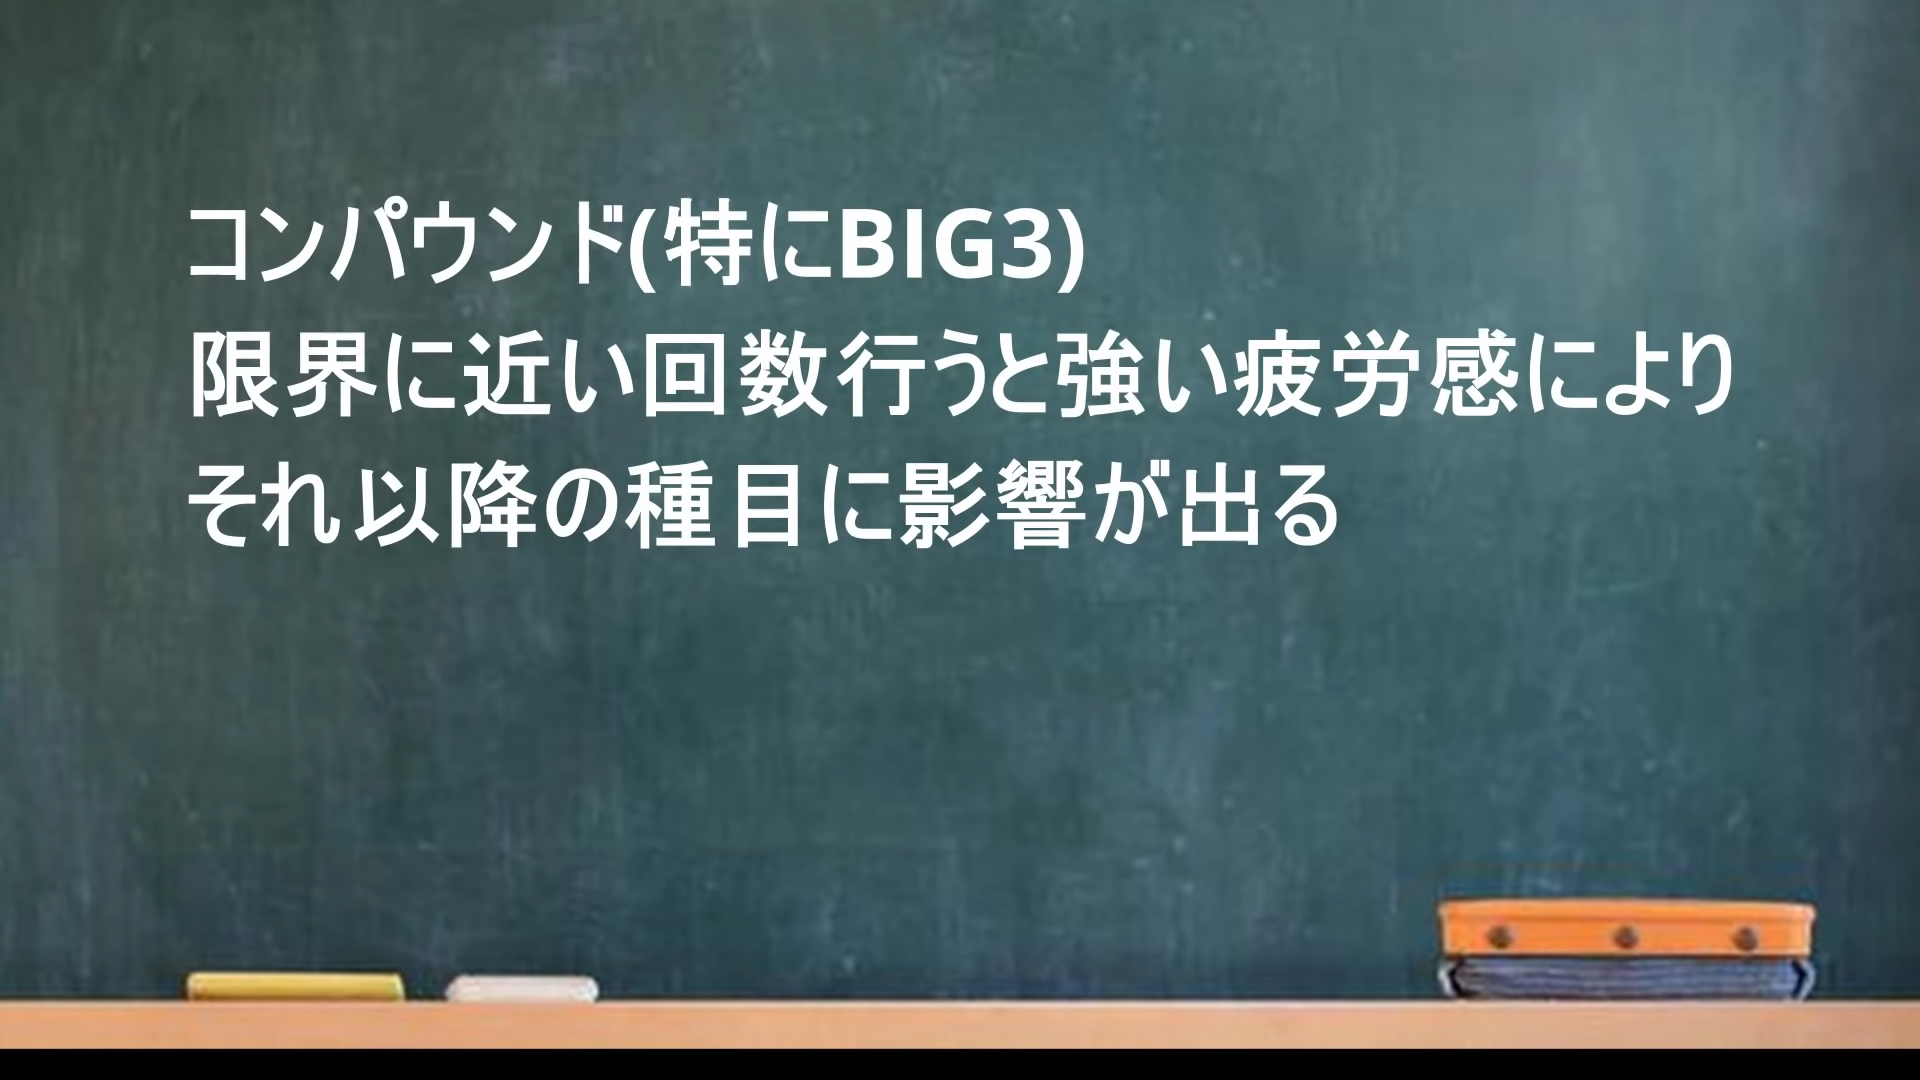 コンパウンド(特にBIG3)
限界に近い回数行うと強い疲労感により
それ以降の種目に影響が出る